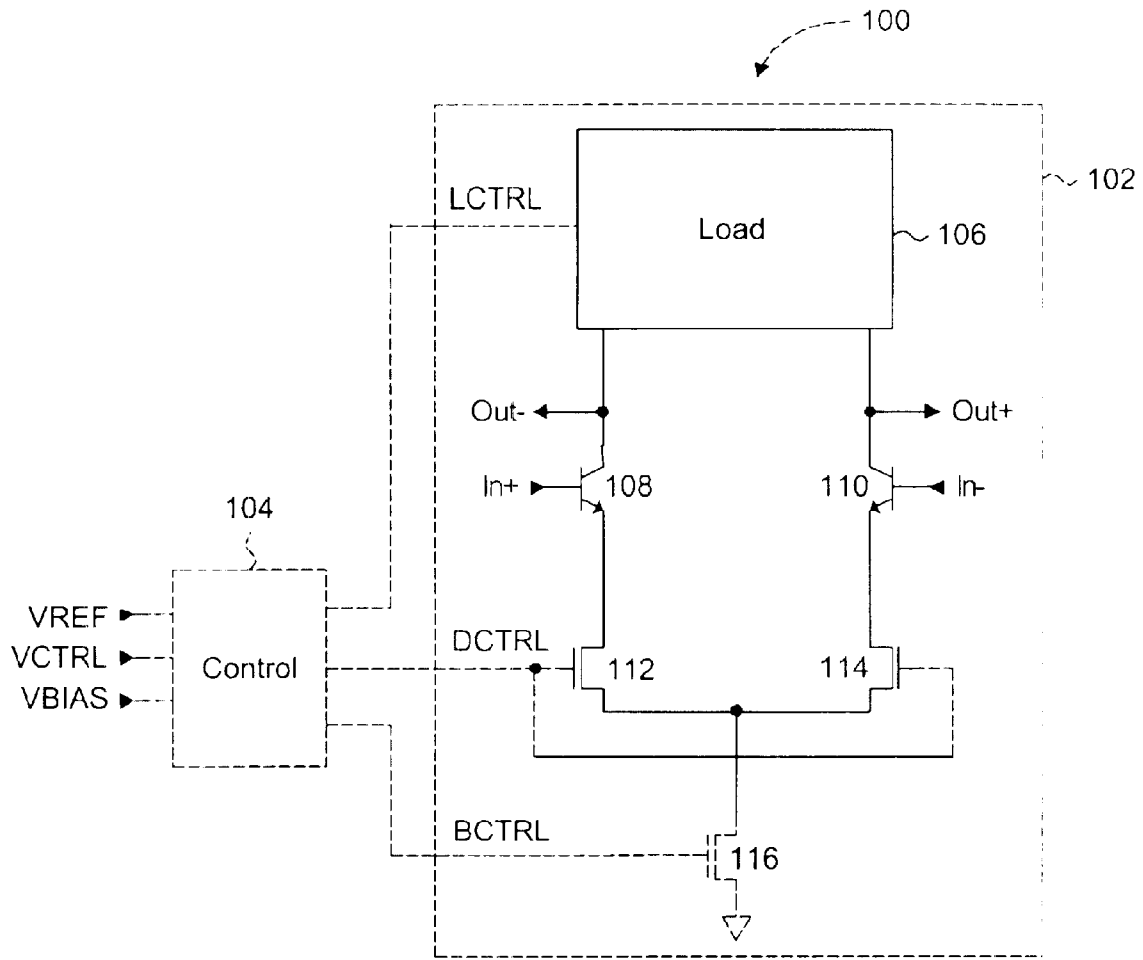 100
102
LCTRL
Load
106
Out-
Out+
In+
108
110
In-
104
VREF
VCTRL
VBIAS
Control
DCTRL
112
114
BCTRL
116